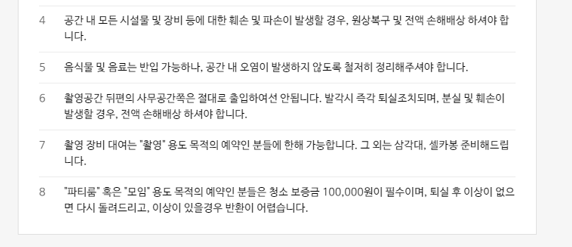 4 공간 내 모든 시설물 및 장비 등에 대한 훼손 및 파손이 발생할 경우, 원상복구 및 전액 손해배상 하셔야 합
니다.
5 음식물 및 음료는 반입 가능하나, 공간 내 오염이 발생하지 않도록 철저히 정리해주셔야 합니다.
6 촬영공간 뒤편의 사무공간쪽은 절대로 출입하여선 안됩니다. 발각시 즉각 퇴실조치되며, 분실 및 훼손이
발생할 경우, 전액 손해배상 하셔야 합니다.
7 촬영 장비 대여는 "촬영" 용도 목적의 예약인 분들에 한해 가능합니다. 그 외는 삼각대, 셀카봉 준비해드립
니다.
8 "파티룸" 혹은 "모임" 용도 목적의 예약인 분들은 청소 보증금 100,000원이 필수이며, 퇴실 후 이상이 없으
면 다시 돌려드리고, 이상이 있을경우 반환이 어렵습니다.